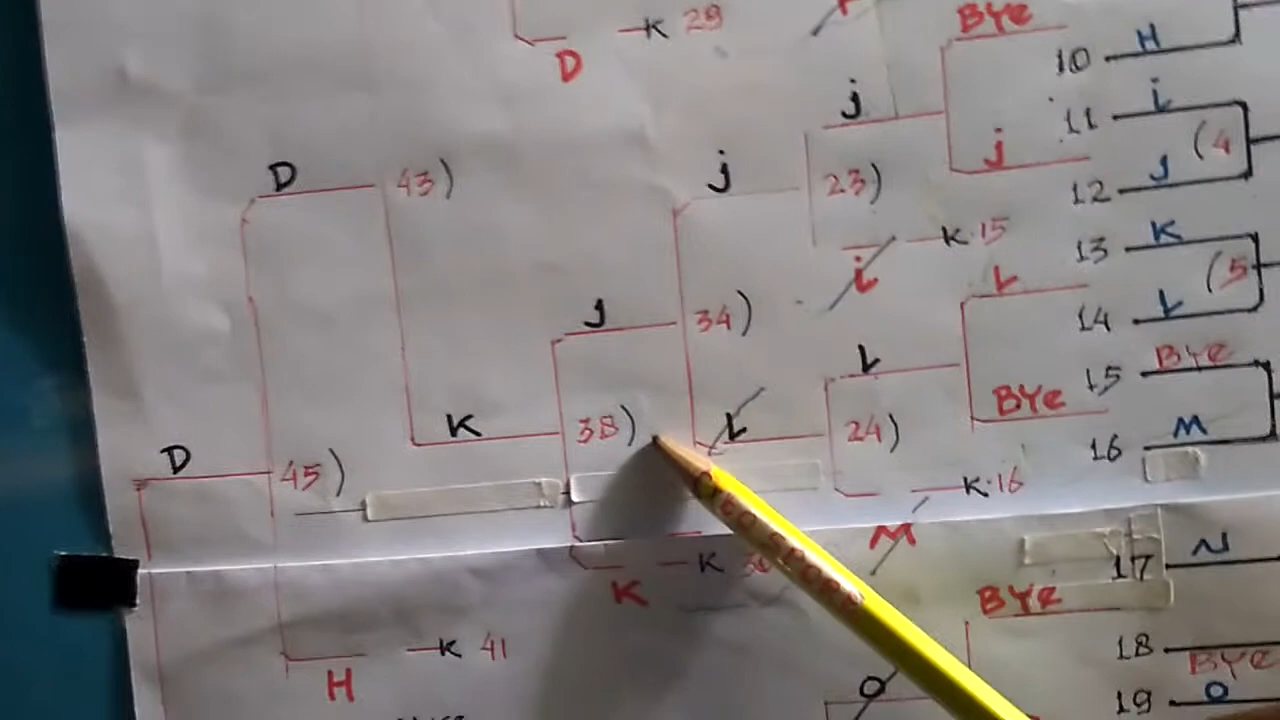 D
K 29
BYe
10 H
j
11 i
(4
j
12 J
D
43)
j
23)
K 15
i
13 K
(5
L
14 L
J
34)
L
BYe
15 BYe
K
38)
L
24)
16 M
D
45)
K.16
M
17 N
K
K
BYe
18
BYe
K 41
H
O
19 O